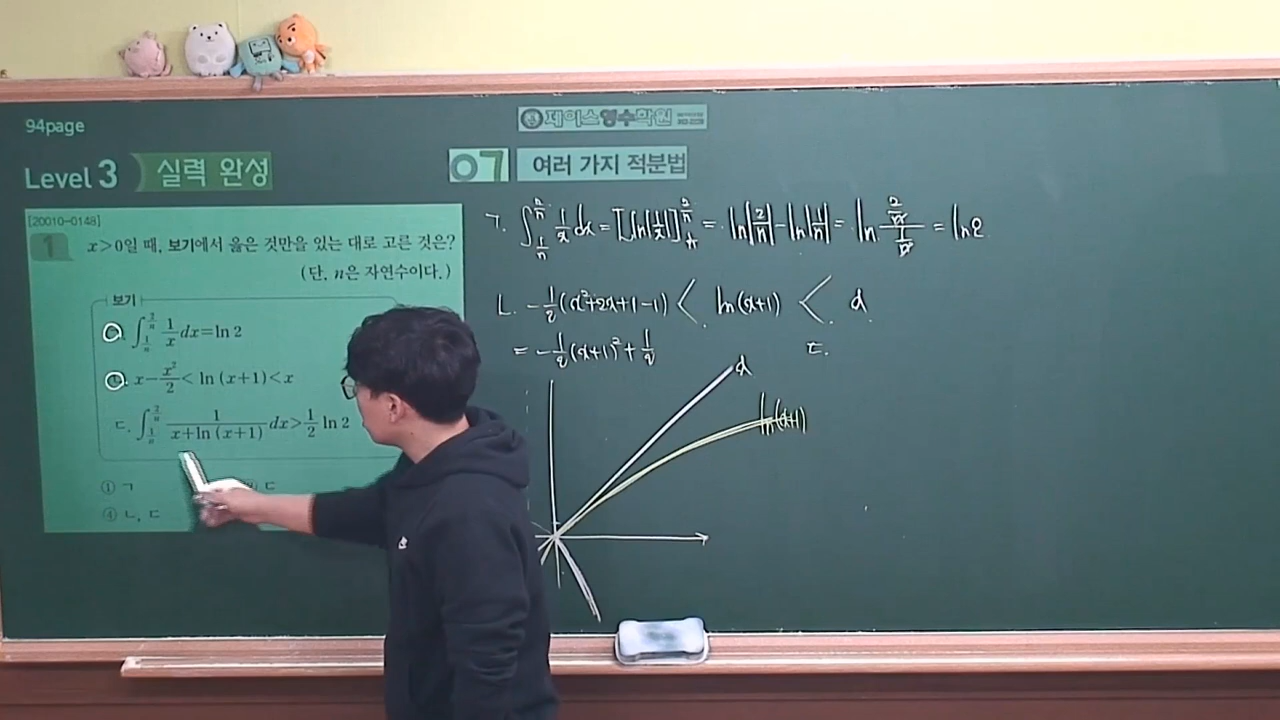 94page
제이스영수학원
Level 3 실력 완성
07 여러 가지 적분법
[20010-0148]
1 x>0일 때, 보기에서 옳은 것만을 있는 대로 고른 것은?
(단, n은 자연수이다.)
보기
∫_{1/n}^{2/n} 1/x dx=ln 2
x-x²/2<ln (x+1)<x
ㄷ. ∫_{1/n}^{2/n} 1/(x+ln (x+1)) dx>1/2 ln 2
① ㄱ ㄷ
④ ㄴ, ㄷ
ㄱ. ∫_{1/n}^{2/n} 1/x dx = [ln|1/x|]_{1/n}^{2/n} = ln|2/n| - ln|1/n| = ln (2/n)/(1/n) = ln2
ㄴ. -1/2(x²+2x+1-1) < ln(x+1) < x
= -1/2(x+1)²+1/2 ㄷ.
x
ln(x+1)